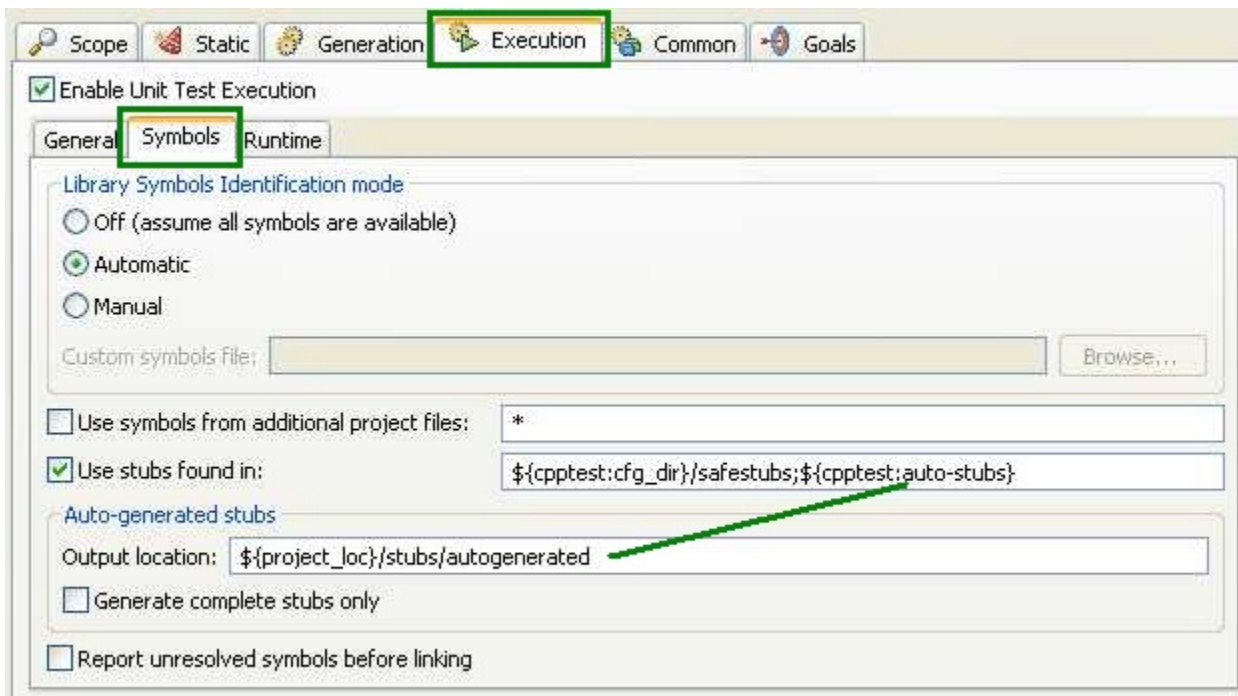 Scope Static Generation Execution Common Goals
Enable Unit Test Execution
General Symbols Runtime
Library Symbols Identification mode
Off (assume all symbols are available)
Automatic
Manual
Custom symbols file: Browse...
Use symbols from additional project files: *
Use stubs found in: ${cpptest:cfg_dir}/safestubs;${cpptest:auto-stubs}
Auto-generated stubs
Output location: ${project_loc}/stubs/autogenerated
Generate complete stubs only
Report unresolved symbols before linking